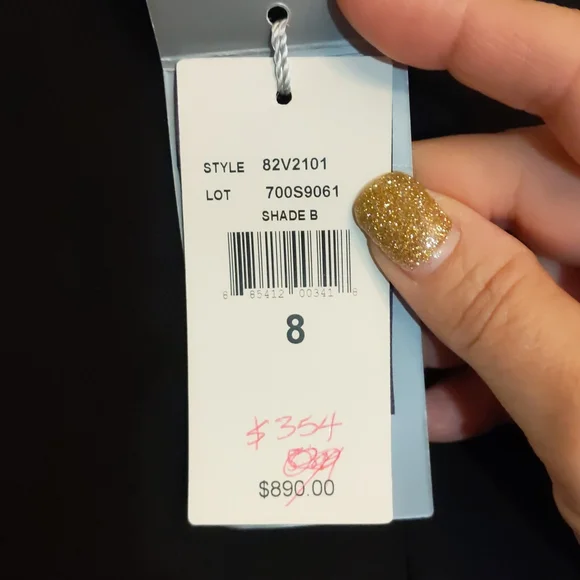 STYLE 82V2101
LOT 700S9061
SHADE B
8 85412 00341 8
8
$354
$890.00